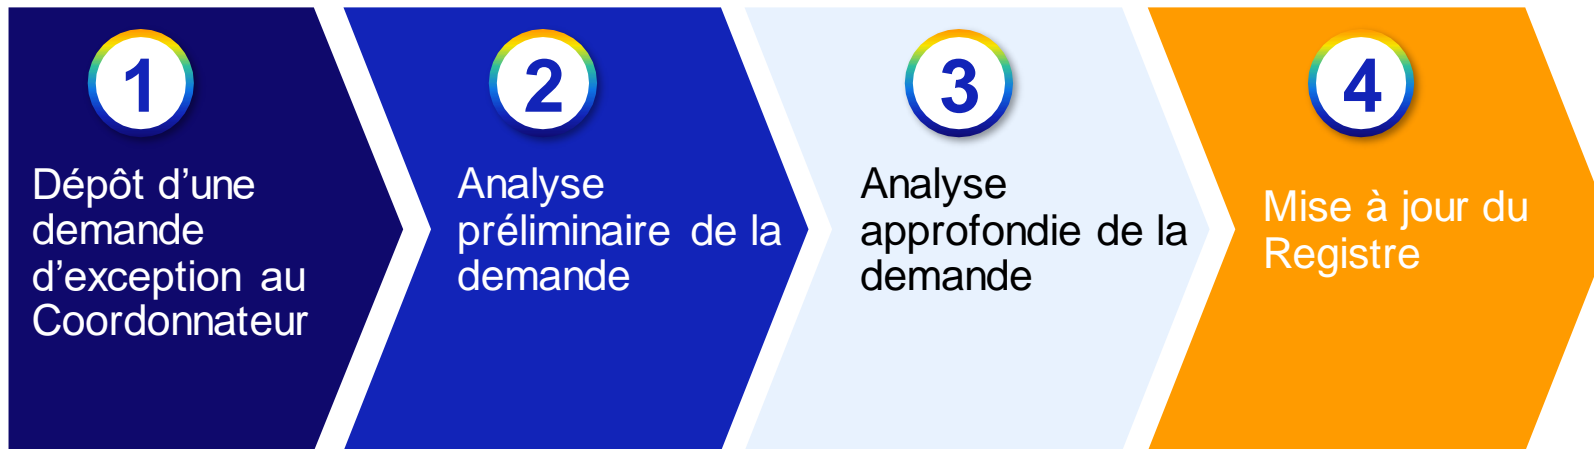 1
Dépôt d’une
demande
d’exception au
Coordonnateur
2
Analyse
préliminaire de la
demande
3
Analyse
approfondie de la
demande
4
Mise à jour du
Registre